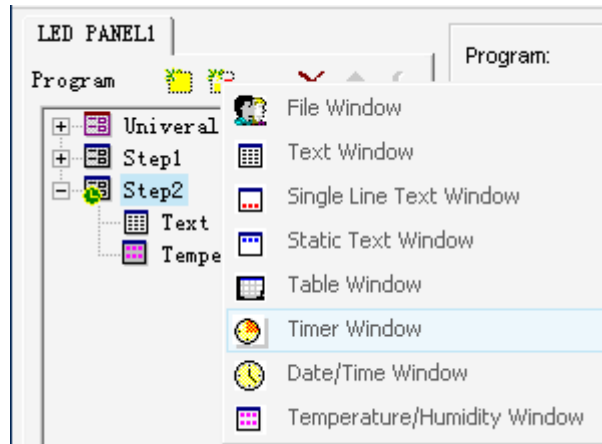 LED PANEL1
Program
Program:
Univeral
Step1
Step2
Text
Tempe
File Window
Text Window
Single Line Text Window
Static Text Window
Table Window
Timer Window
Date/Time Window
Temperature/Humidity Window